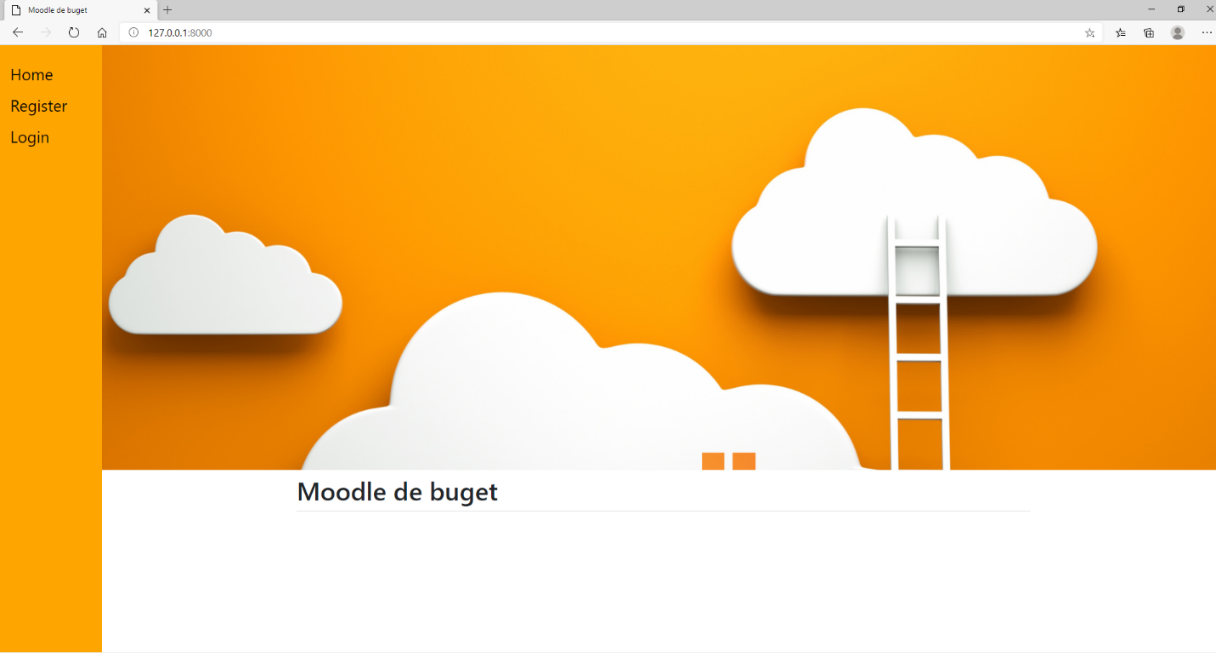 Moodle de buget
127.0.0.1:8000
Home
Register
Login
Moodle de buget